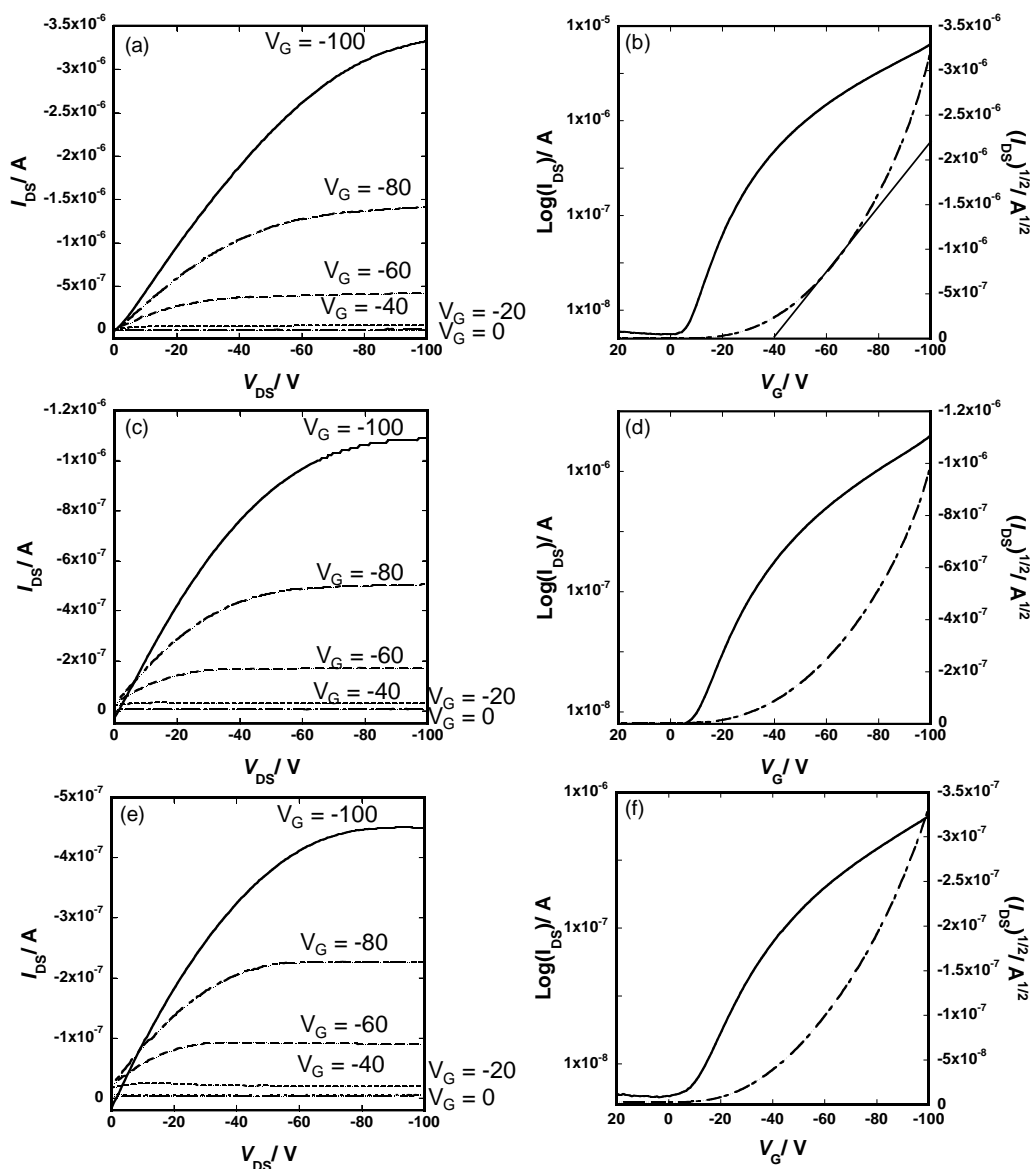 (a)
V_G = -100
V_G = -80
V_G = -60
V_G = -40
V_G = -20
V_G = 0
-3.5x10^-6
-3x10^-6
-2.5x10^-6
-2x10^-6
-1.5x10^-6
-1x10^-6
-5x10^-7
0
I_DS/ A
0 -20 -40 -60 -80 -100
V_DS/ V
(b)
1x10^-5
1x10^-6
1x10^-7
1x10^-8
Log(I_DS)/ A
-3.5x10^-6
-3x10^-6
-2.5x10^-6
-2x10^-6
-1.5x10^-6
-1x10^-6
-5x10^-7
0
(I_DS)^1/2/ A^1/2
20 0 -20 -40 -60 -80 -100
V_G/ V
(c)
V_G = -100
V_G = -80
V_G = -60
V_G = -40
V_G = -20
V_G = 0
-1.2x10^-6
-1x10^-6
-8x10^-7
-6x10^-7
-4x10^-7
-2x10^-7
0
I_DS/ A
0 -20 -40 -60 -80 -100
V_DS/ V
(d)
1x10^-6
1x10^-7
1x10^-8
Log(I_DS)/ A
-1.2x10^-6
-1x10^-6
-8x10^-7
-6x10^-7
-4x10^-7
-2x10^-7
0
(I_DS)^1/2/ A^1/2
20 0 -20 -40 -60 -80 -100
V_G/ V
(e)
V_G = -100
V_G = -80
V_G = -60
V_G = -40
V_G = -20
V_G = 0
-5x10^-7
-4x10^-7
-3x10^-7
-2x10^-7
-1x10^-7
0
I_DS/ A
0 -20 -40 -60 -80 -100
V_DS/ V
(f)
1x10^-6
1x10^-7
1x10^-8
Log(I_DS)/ A
-3.5x10^-7
-3x10^-7
-2.5x10^-7
-2x10^-7
-1.5x10^-7
-1x10^-7
-5x10^-8
0
(I_DS)^1/2/ A^1/2
20 0 -20 -40 -60 -80 -100
V_G/ V